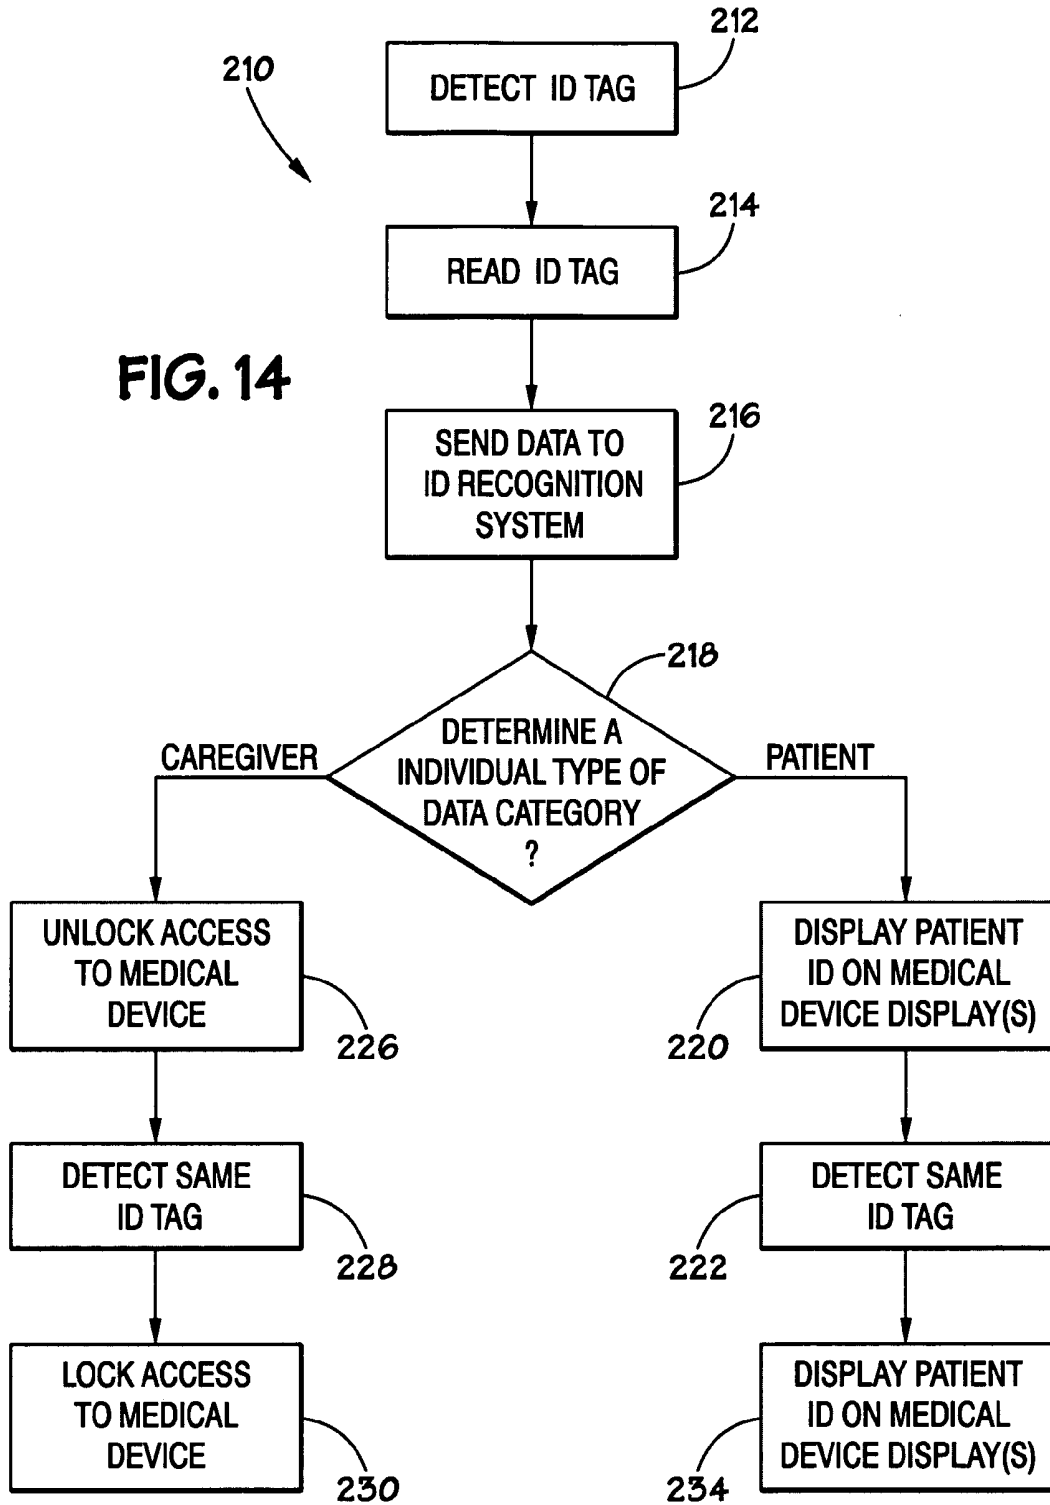 212
210
DETECT ID TAG
214
READ ID TAG
FIG. 14
216
SEND DATA TO
ID RECOGNITION
SYSTEM
218
CAREGIVER
DETERMINE A
INDIVIDUAL TYPE OF
DATA CATEGORY
?
PATIENT
UNLOCK ACCESS
TO MEDICAL
DEVICE
226
DISPLAY PATIENT
ID ON MEDICAL
DEVICE DISPLAY(S)
220
DETECT SAME
ID TAG
228
DETECT SAME
ID TAG
222
LOCK ACCESS
TO MEDICAL
DEVICE
230
DISPLAY PATIENT
ID ON MEDICAL
DEVICE DISPLAY(S)
234